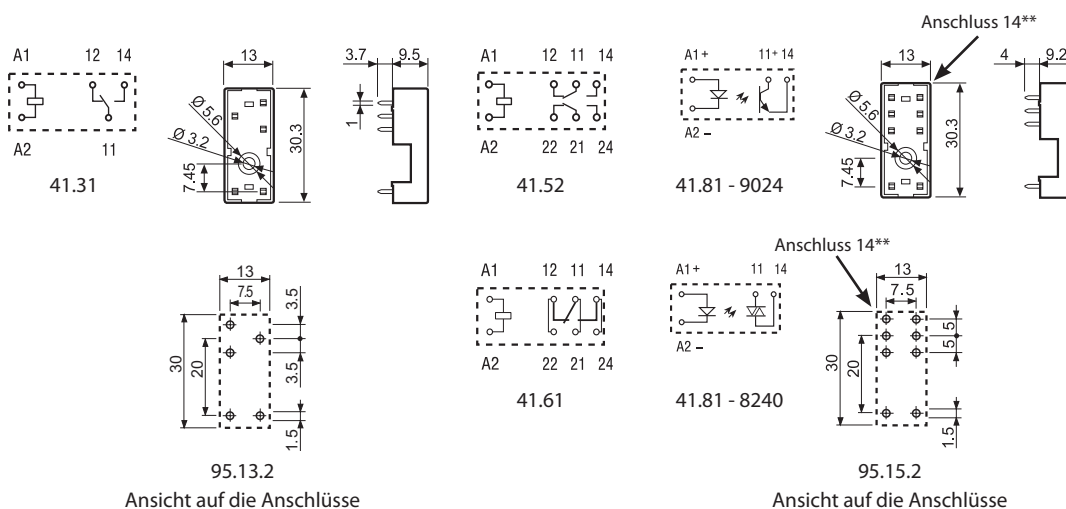 Anschluss 14**
A1 12 14
13
3.7 9.5
A1 12 11 14
A1 + 11+ 14
13
4 9.2
Ø 5.6
Ø 3.2
7.45
1
30.3
A2 11
41.31
A2 22 21 24
41.52
A2 –
41.81 - 9024
Ø 5.6
Ø 3.2
7.45
30.3
13
7.5
3.5
30
20
3.5
1.5
95.13.2
Ansicht auf die Anschlüsse
A1 12 11 14
A2 22 21 24
41.61
A1 + 11 14
A2 –
41.81 - 8240
Anschluss 14**
13
7.5
5
5
30
20
1.5
95.15.2
Ansicht auf die Anschlüsse